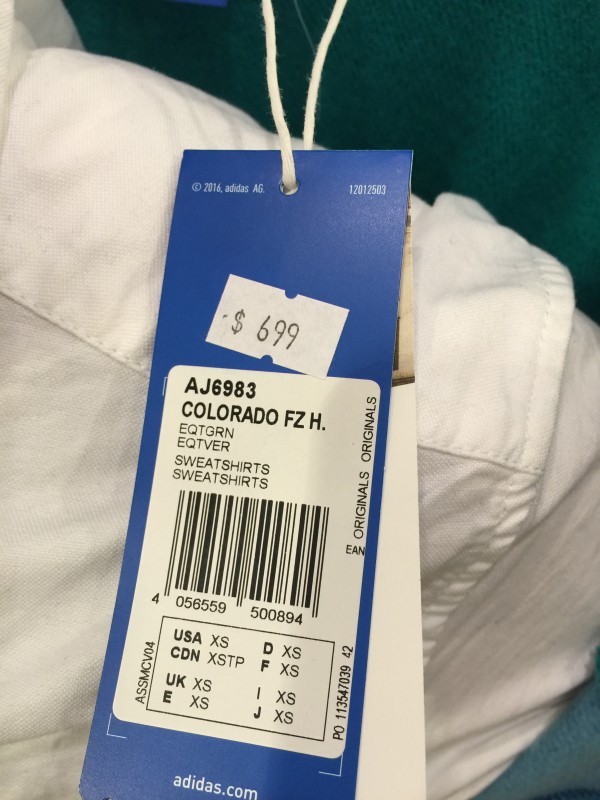 © 2016, adidas AG.
12012503
$ 699
AJ6983
COLORADO FZ H.
EQTGRN
EQTVER
SWEATSHIRTS
SWEATSHIRTS
ORIGINALS ORIGINALS
EAN
4 056559 500894
ASSMCV04
USA XS D XS
CDN XSTP F XS
UK XS I XS
E XS J XS
PO 113547039 42
adidas.com